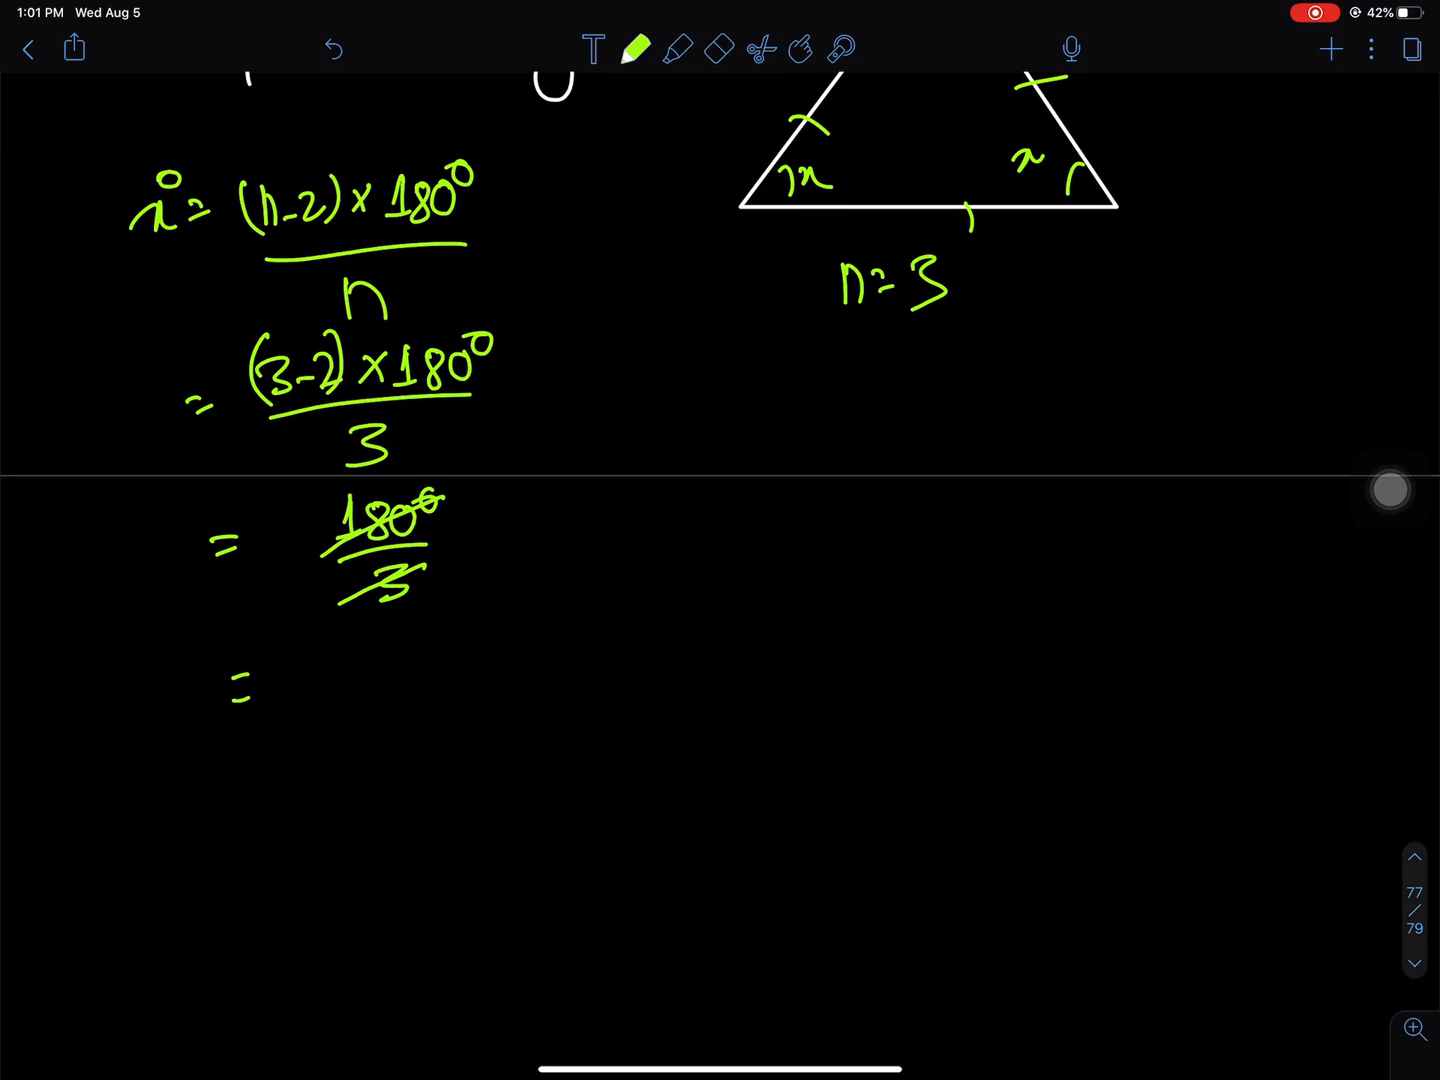 1:01 PM Wed Aug 5
42%
T
x° = (n-2) × 180°
n
x
x
n = 3
= (3-2) × 180°
3
= 180°
3
=
77
/
79